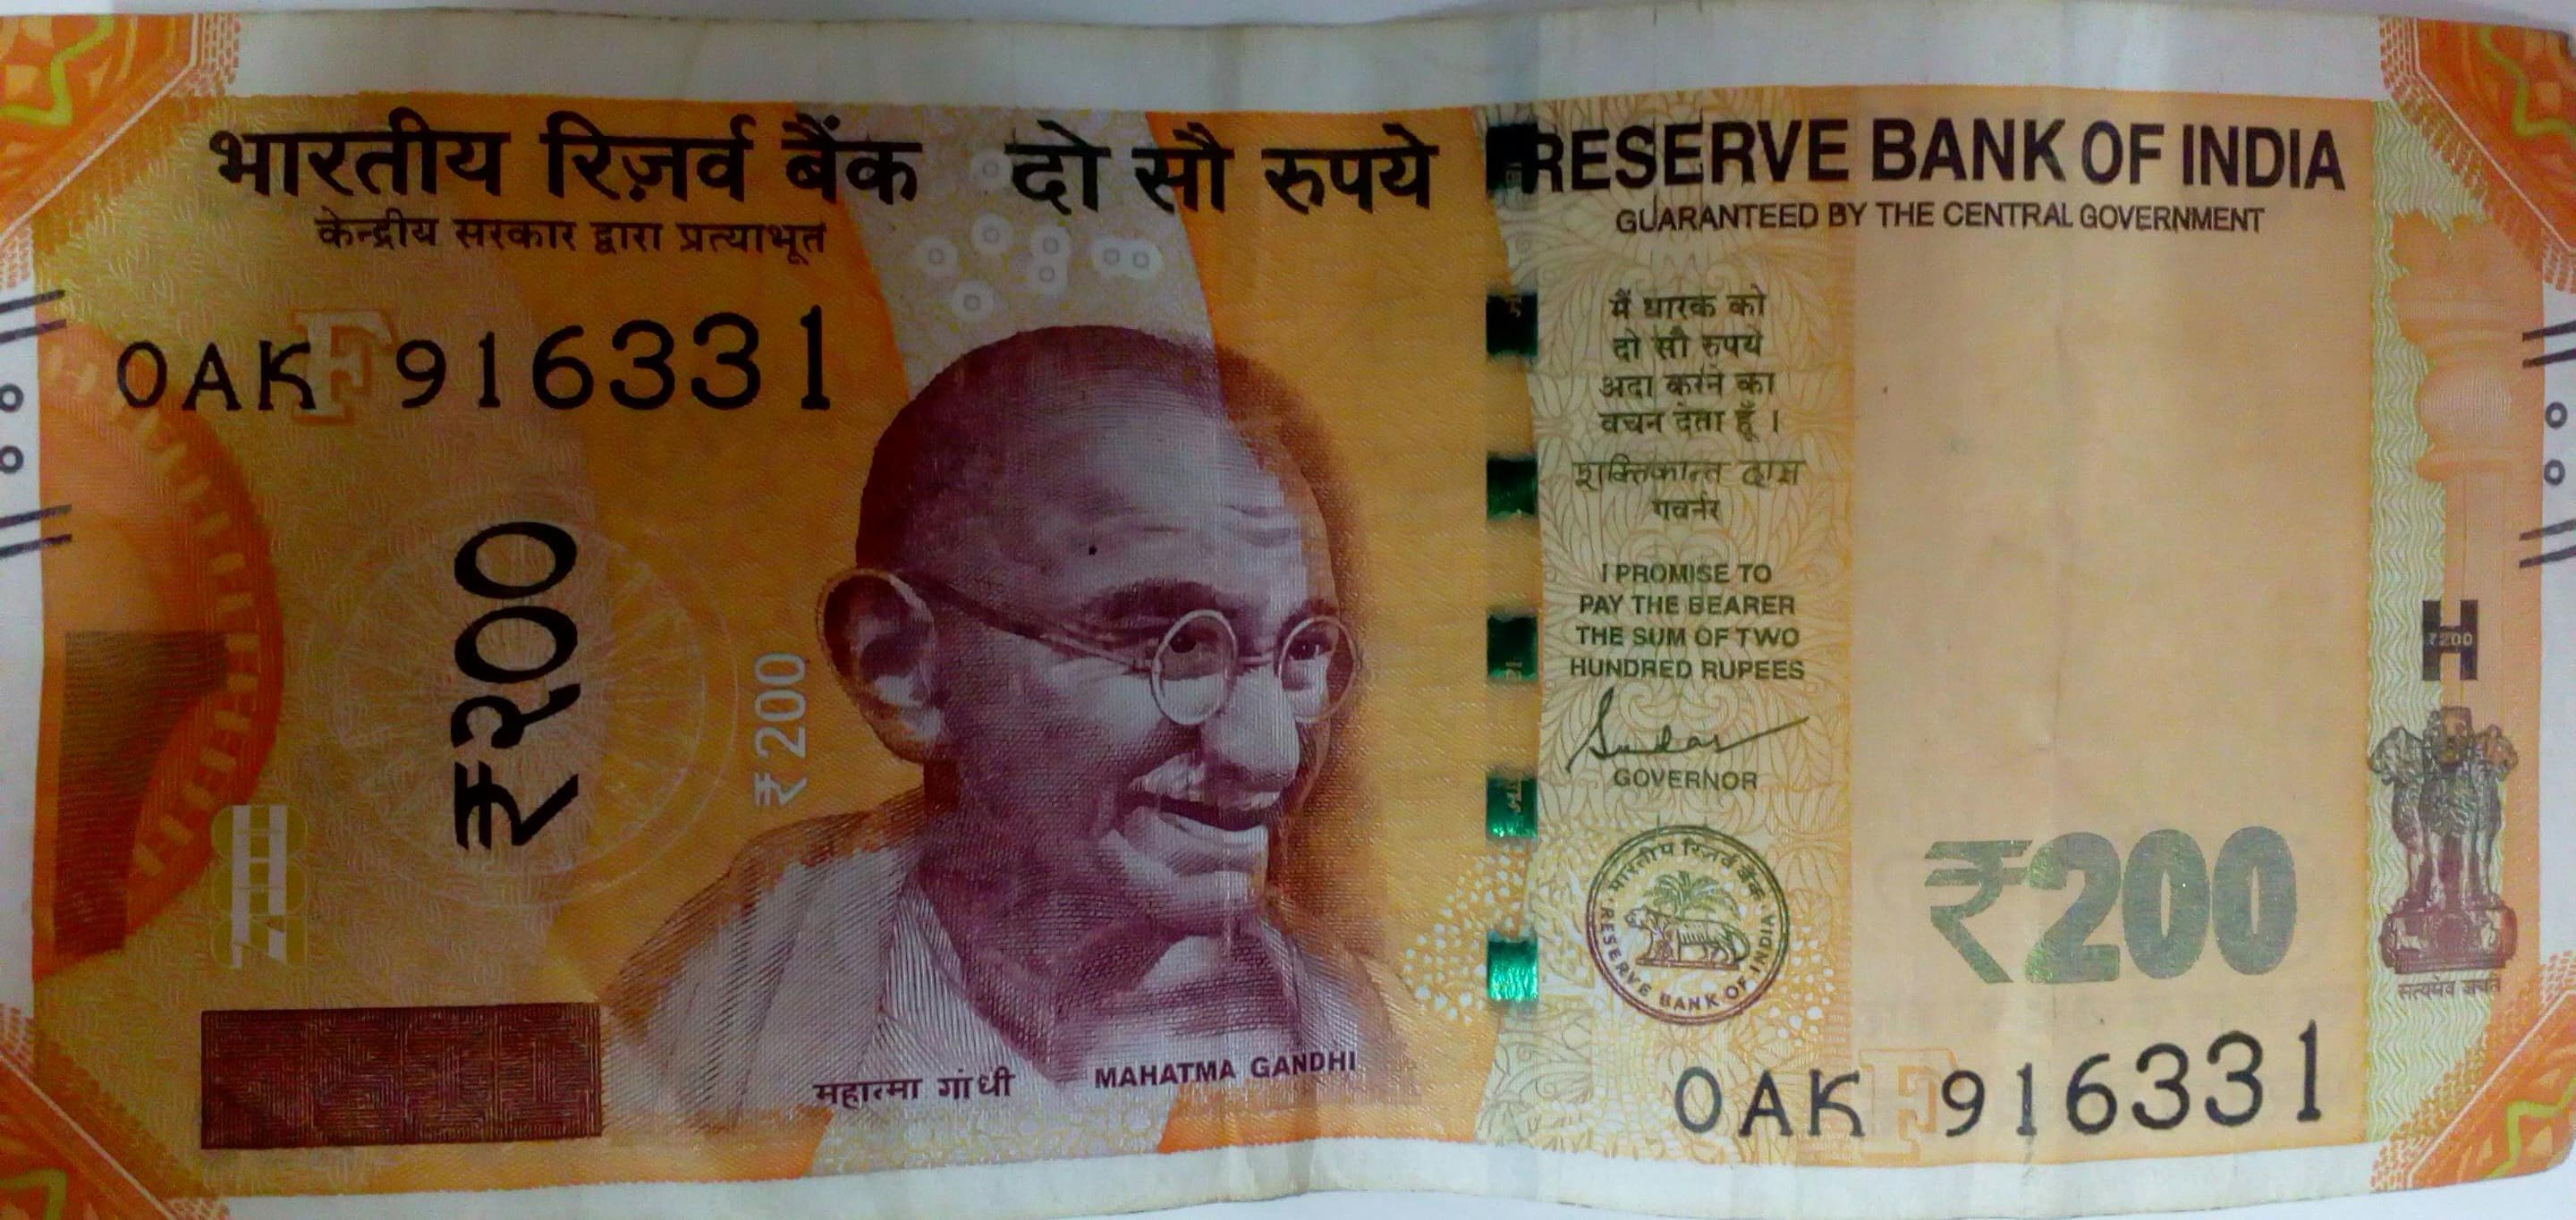 भारतीय रिज़र्व बैंक दो सौ रुपये
केन्द्रीय सरकार द्वारा प्रत्याभूत
0AK 916331
F
₹२००
₹200
महात्मा गांधी MAHATMA GANDHI
RESERVE BANK OF INDIA
GUARANTEED BY THE CENTRAL GOVERNMENT
मैं धारक को
दो सौ रुपये
अदा करने का
वचन देता हूँ ।
शक्तिकान्त दास
गवर्नर
I PROMISE TO
PAY THE BEARER
THE SUM OF TWO
HUNDRED RUPEES
GOVERNOR
भारतीय रिज़र्व बैंक
RESERVE BANK OF INDIA
₹200
H
₹200
सत्यमेव जयते
0AK 916331
F